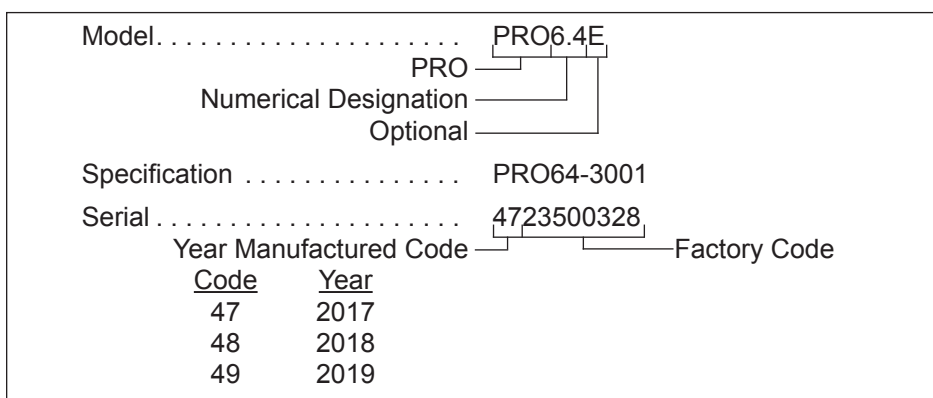 Model. . . . . . . . . . . . . . . . . . . . . PRO6.4E
PRO
Numerical Designation
Optional
Specification . . . . . . . . . . . . . . . PRO64-3001
Serial . . . . . . . . . . . . . . . . . . . . . 4723500328
Year Manufactured Code Factory Code
Code Year
47 2017
48 2018
49 2019